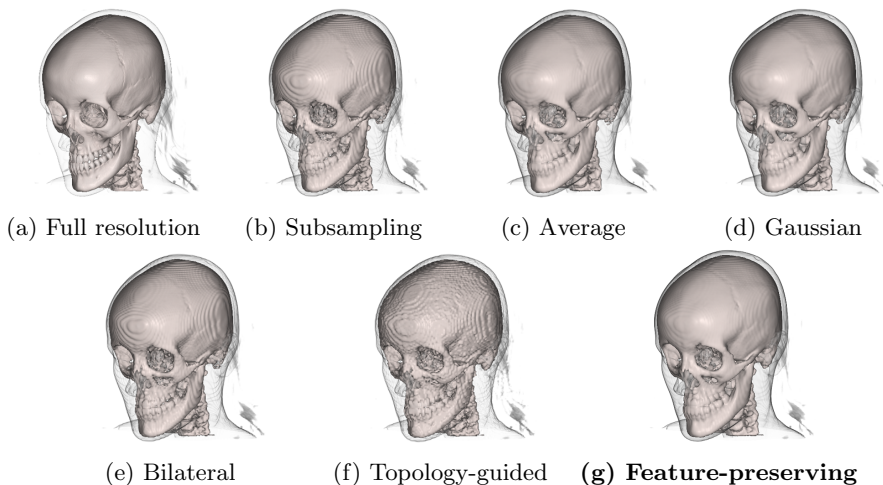 (a) Full resolution (b) Subsampling (c) Average (d) Gaussian
(e) Bilateral (f) Topology-guided (g) Feature-preserving